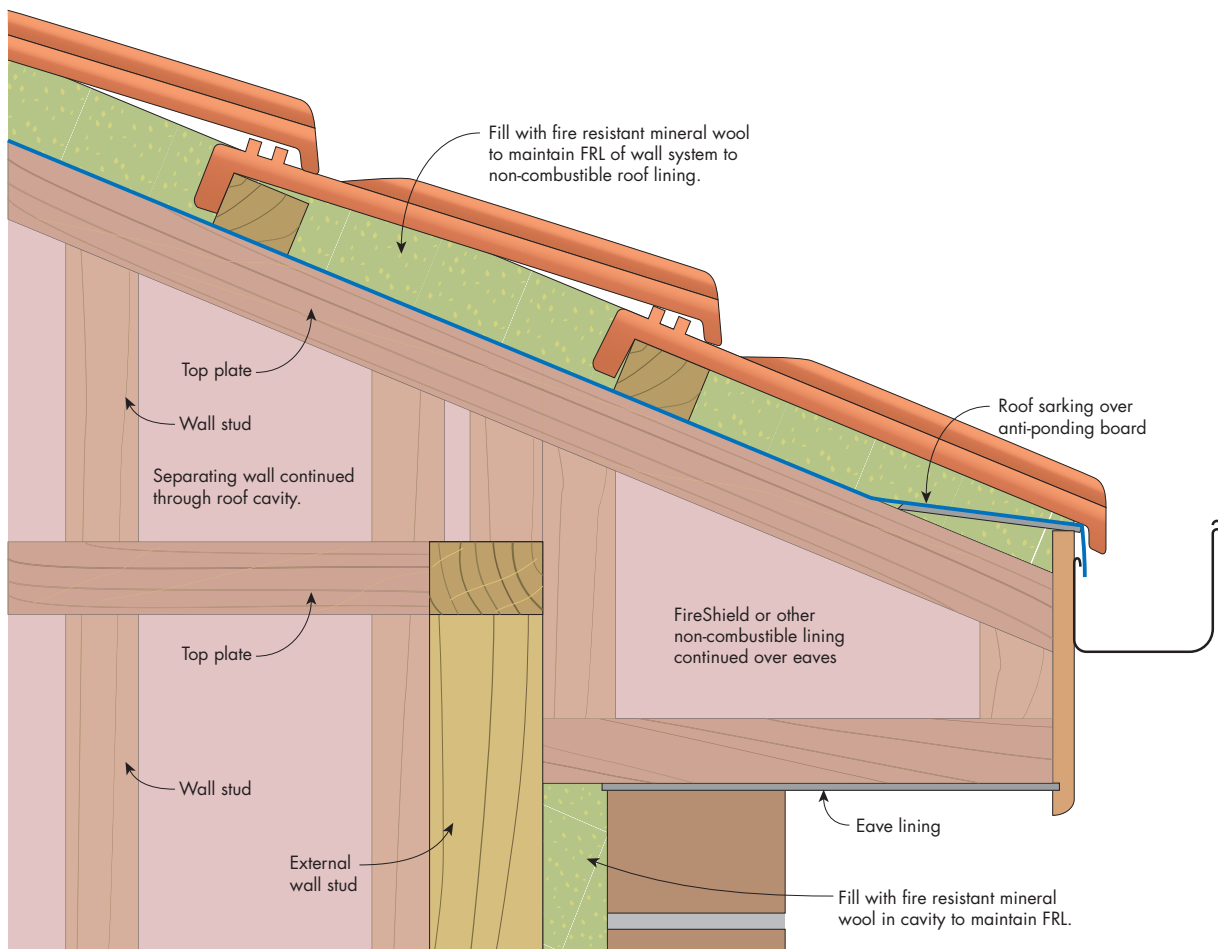 Fill with fire resistant mineral wool
to maintain FRL of wall system to
non-combustible roof lining.
Top plate
Roof sarking over
anti-ponding board
Wall stud
Separating wall continued
through roof cavity.
FireShield or other
non-combustible lining
continued over eaves
Top plate
Wall stud
Eave lining
External
wall stud
Fill with fire resistant mineral
wool in cavity to maintain FRL.